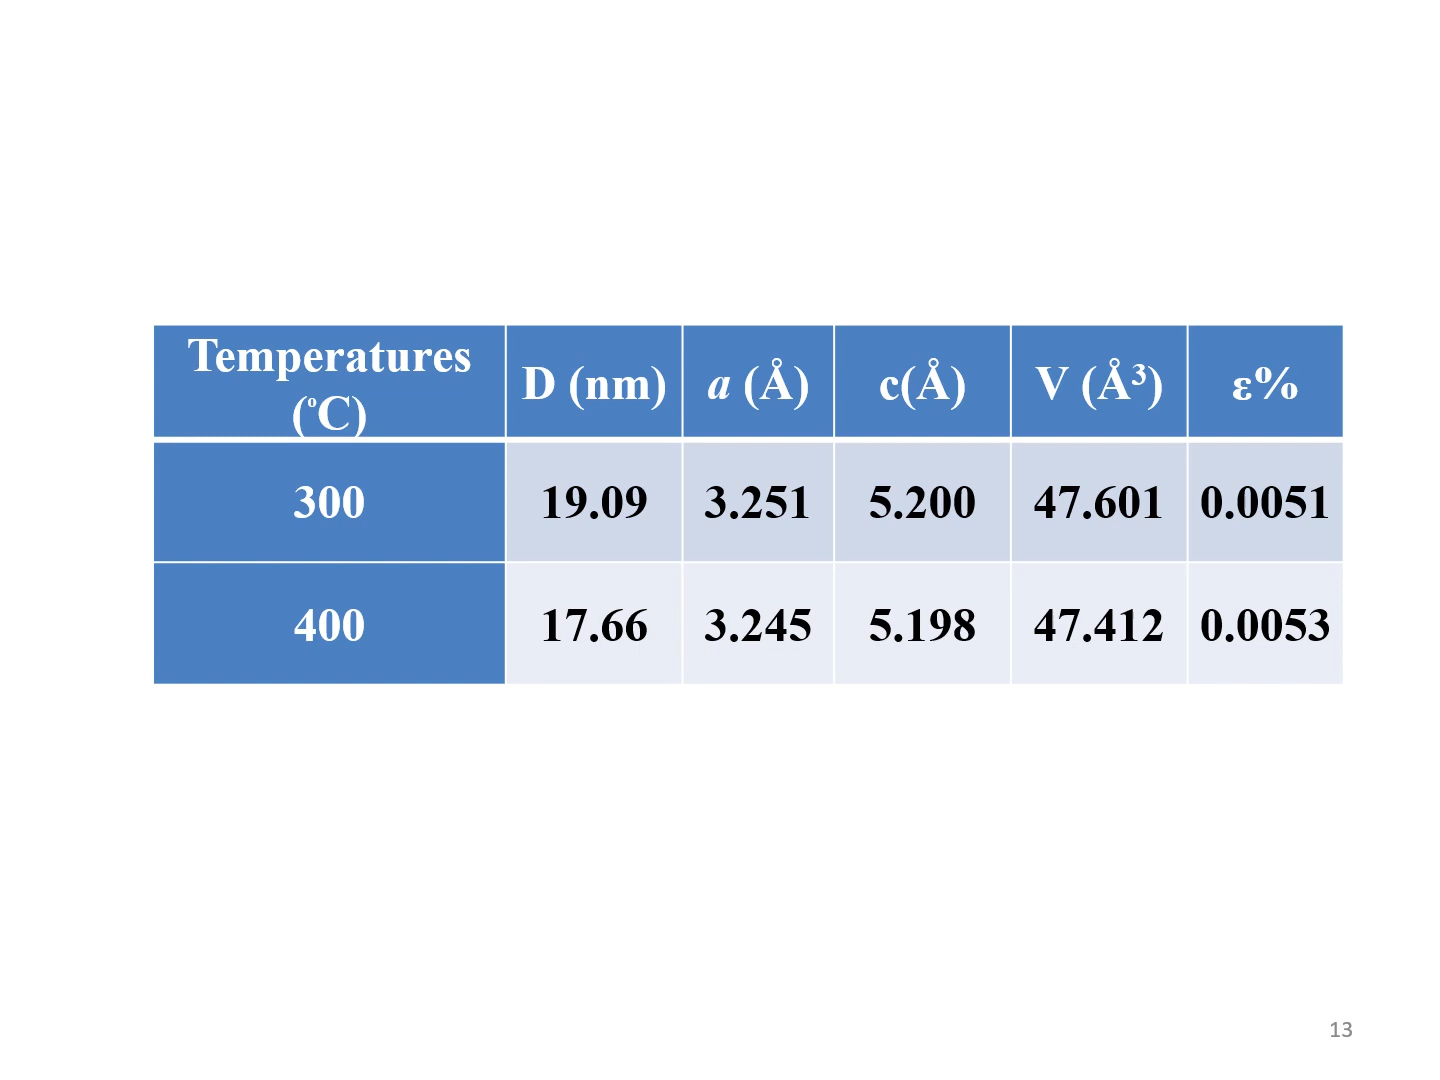 Temperatures (ºC) D (nm) a (Å) c(Å) V (Å³) ε%
300 19.09 3.251 5.200 47.601 0.0051
400 17.66 3.245 5.198 47.412 0.0053
13